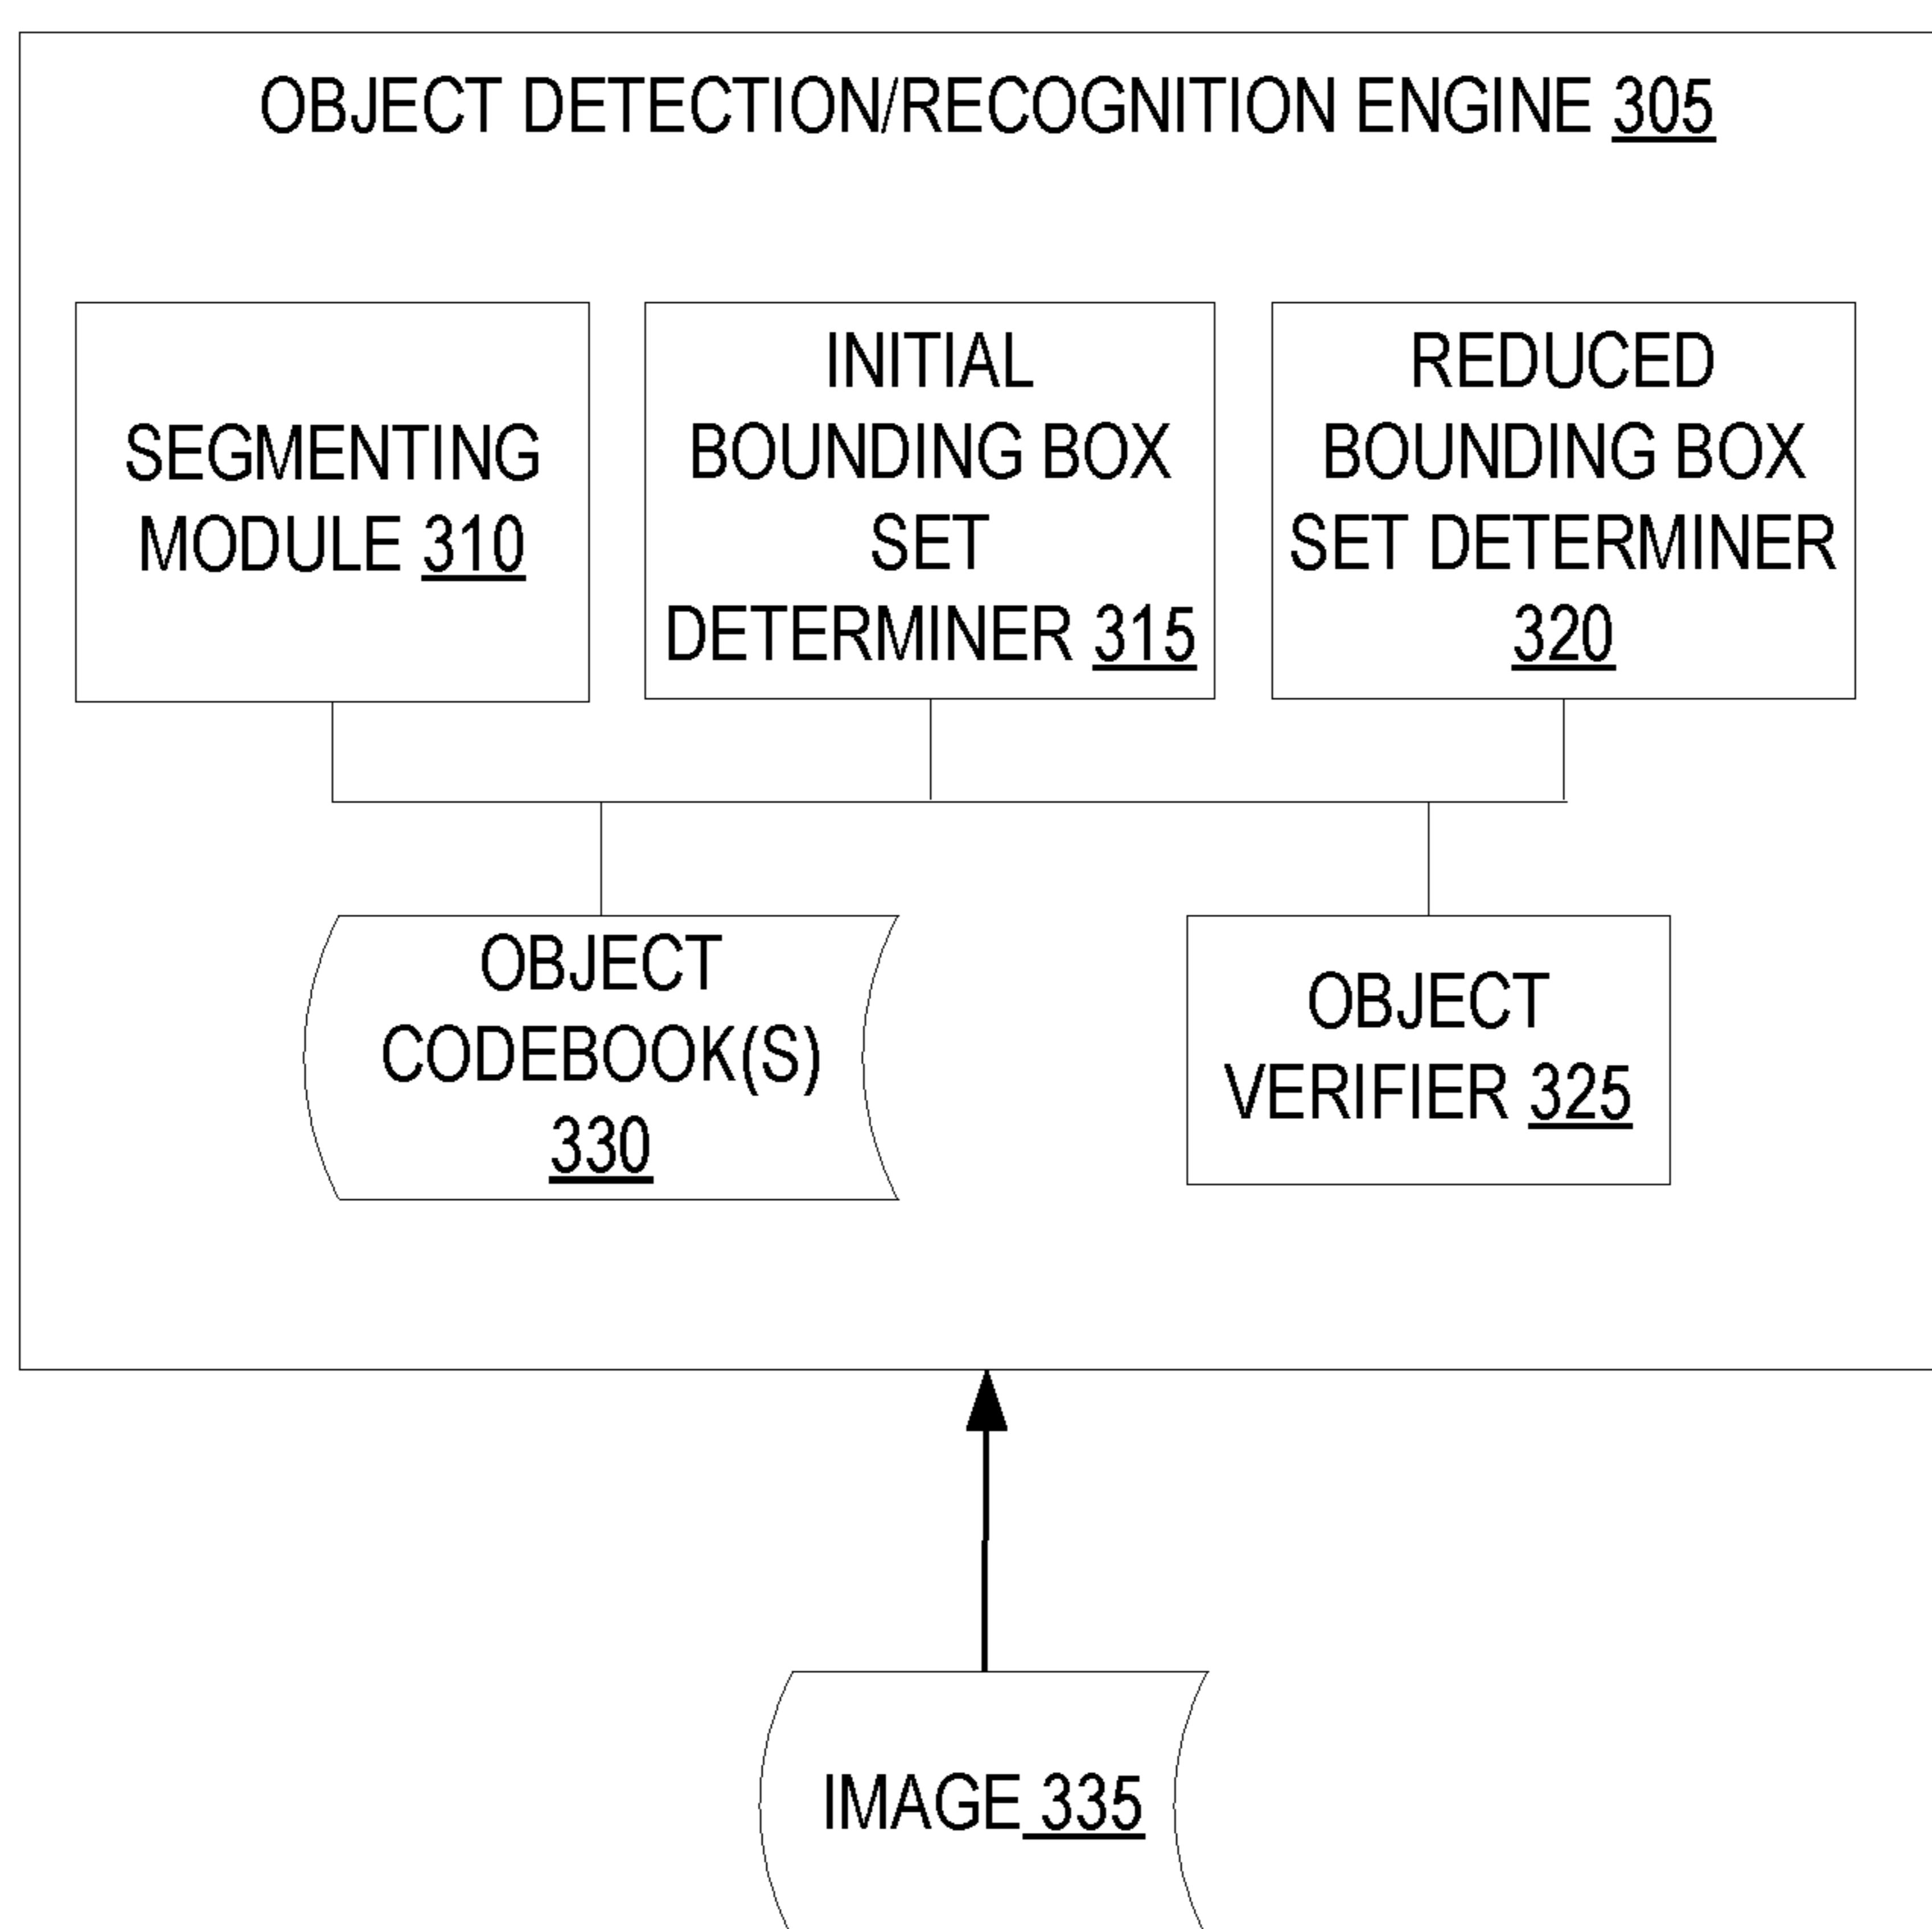 OBJECT DETECTION/RECOGNITION ENGINE 305
SEGMENTING
MODULE 310
INITIAL
BOUNDING BOX
SET
DETERMINER 315
REDUCED
BOUNDING BOX
SET DETERMINER
320
OBJECT
CODEBOOK(S)
330
OBJECT
VERIFIER 325
IMAGE 335